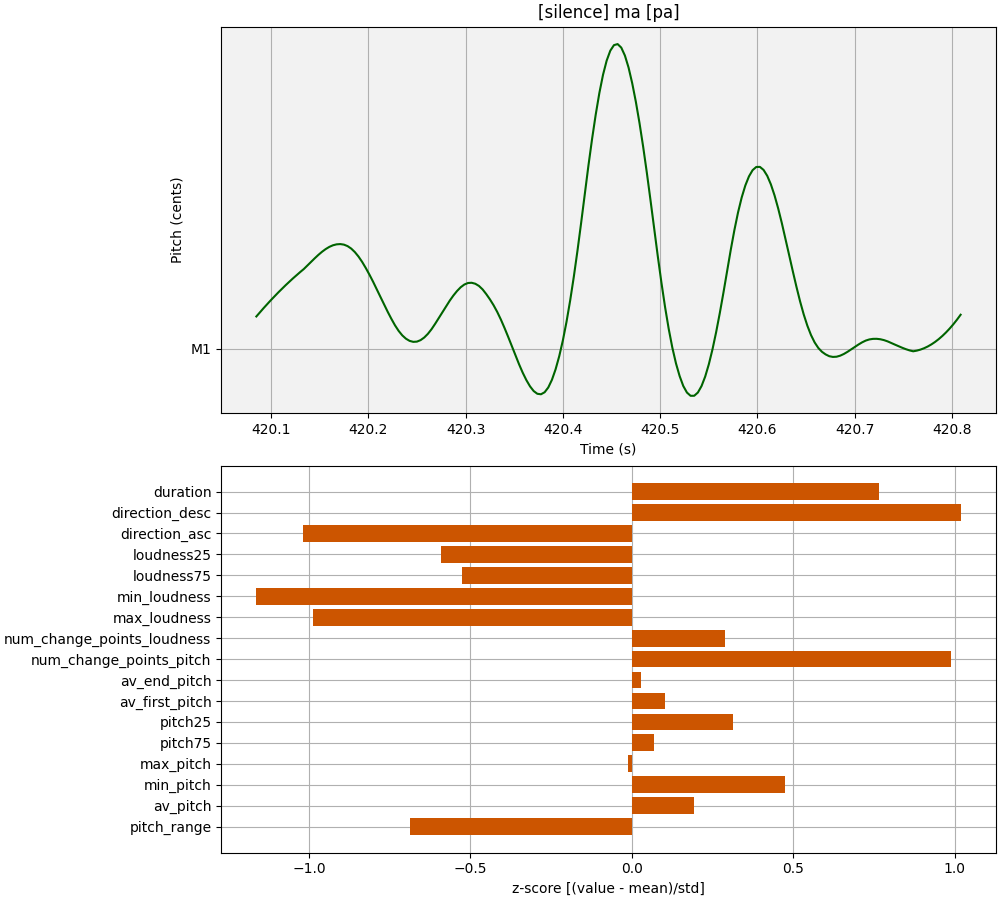 [silence] ma [pa]
Pitch (cents)
M1
420.1 420.2 420.3 420.4 420.5 420.6 420.7 420.8
Time (s)
duration
direction_desc
direction_asc
loudness25
loudness75
min_loudness
max_loudness
num_change_points_loudness
num_change_points_pitch
av_end_pitch
av_first_pitch
pitch25
pitch75
max_pitch
min_pitch
av_pitch
pitch_range
−1.0 −0.5 0.0 0.5 1.0
z-score [(value - mean)/std]